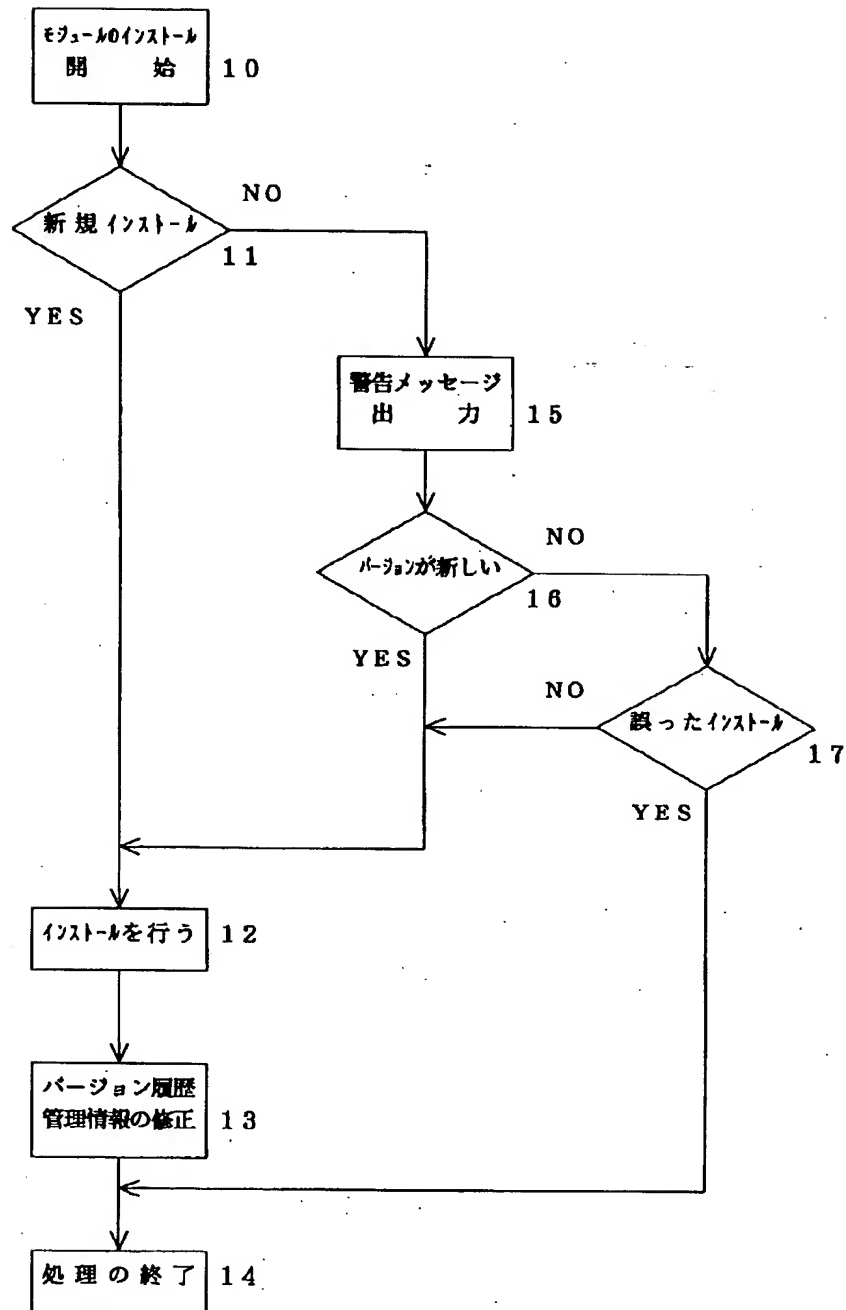 モジュールのインストール
開 始
10
新規インストール
NO
11
YES
警告メッセージ
出 力
15
バージョンが新しい
NO
16
YES
誤ったインストール
NO
17
YES
インストールを行う
12
バージョン履歴
管理情報の修正
13
処理の終了
14